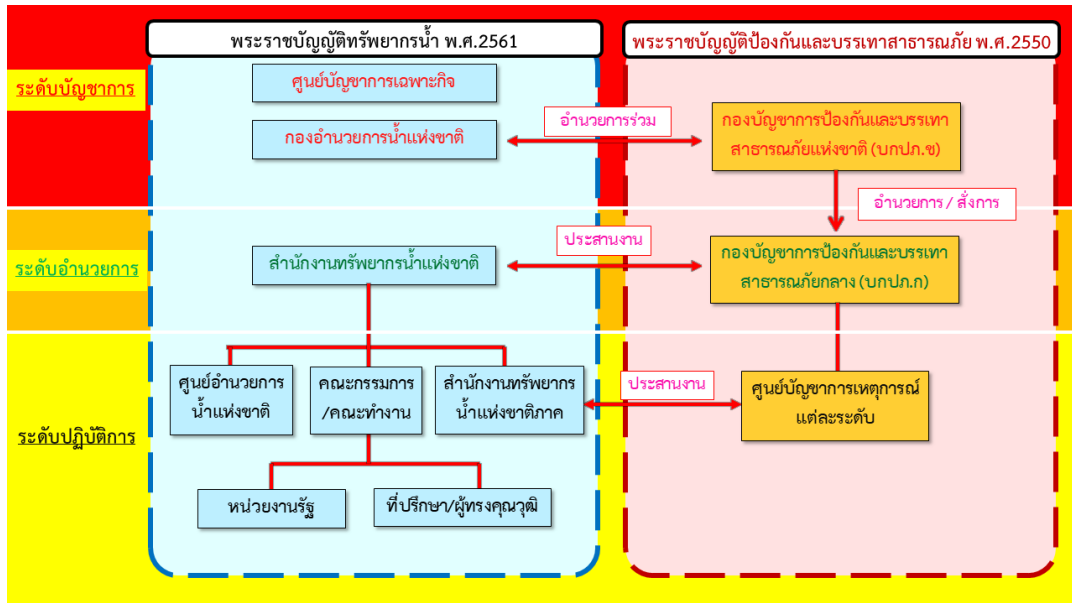 พระราชบัญญัติทรัพยากรน้ำ พ.ศ.2561
พระราชบัญญัติป้องกันและบรรเทาสาธารณภัย พ.ศ.2550
ระดับบัญชาการ
ศูนย์บัญชาการเฉพาะกิจ
กองอำนวยการน้ำแห่งชาติ
อำนวยการร่วม
กองบัญชาการป้องกันและบรรเทา
สาธารณภัยแห่งชาติ (บกปภ.ช)
อำนวยการ / สั่งการ
ระดับอำนวยการ
สำนักงานทรัพยากรน้ำแห่งชาติ
ประสานงาน
กองบัญชาการป้องกันและบรรเทา
สาธารณภัยกลาง (บกปภ.ก)
ระดับปฏิบัติการ
ศูนย์อำนวยการ
น้ำแห่งชาติ
คณะกรรมการ
/คณะทำงาน
สำนักงานทรัพยากร
น้ำแห่งชาติภาค
ประสานงาน
ศูนย์บัญชาการเหตุการณ์
แต่ละระดับ
หน่วยงานรัฐ
ที่ปรึกษา/ผู้ทรงคุณวุฒิ